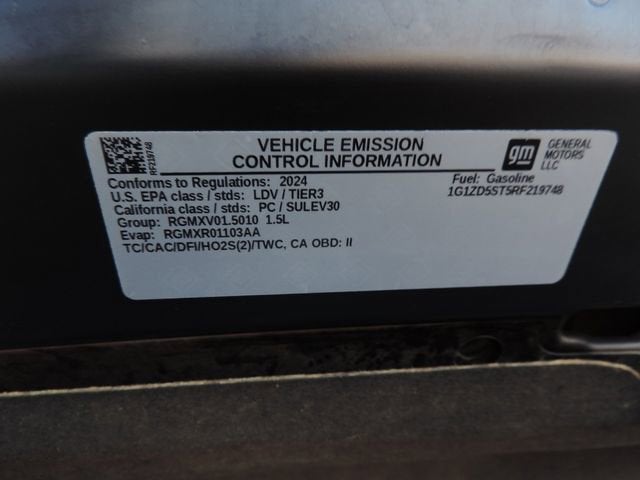 RF219748
VEHICLE EMISSION
CONTROL INFORMATION
gm GENERAL
MOTORS
LLC
Conforms to Regulations: 2024
Fuel: Gasoline
U.S. EPA class / stds: LDV / TIER3
1G1ZD5ST5RF219748
California class / stds: PC / SULEV30
Group: RGMXV01.5010 1.5L
Evap: RGMXR01103AA
TC/CAC/DFI/HO2S(2)/TWC, CA OBD: II